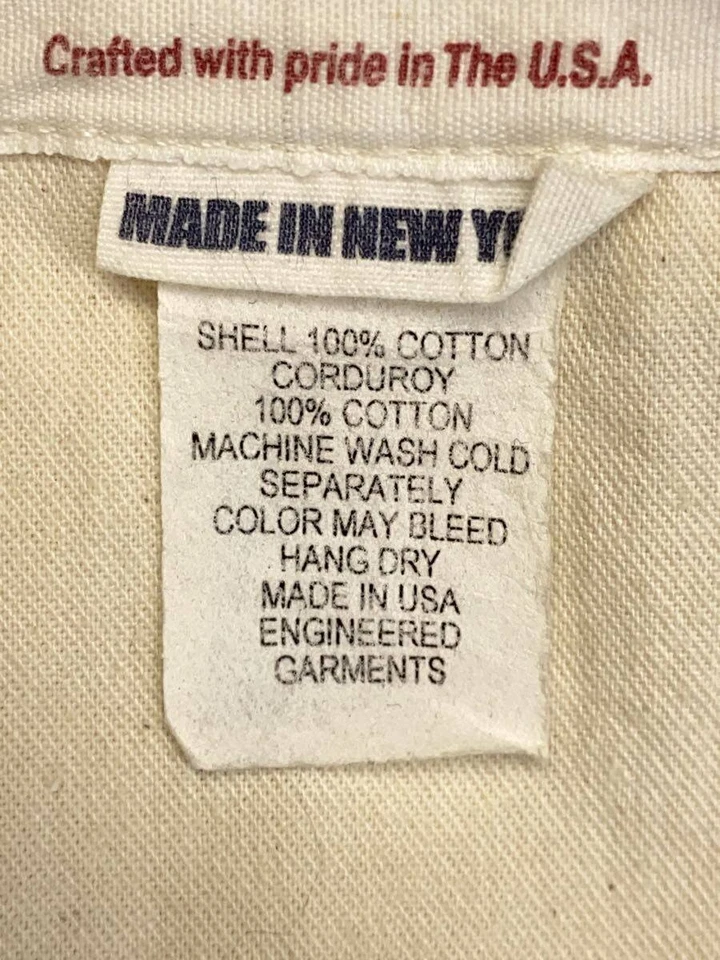 Crafted with pride in The U.S.A.
MADE IN NEW
SHELL 100% COTTON
CORDUROY
100% COTTON
MACHINE WASH COLD
SEPARATELY
COLOR MAY BLEED
HANG DRY
MADE IN USA
ENGINEERED
GARMENTS